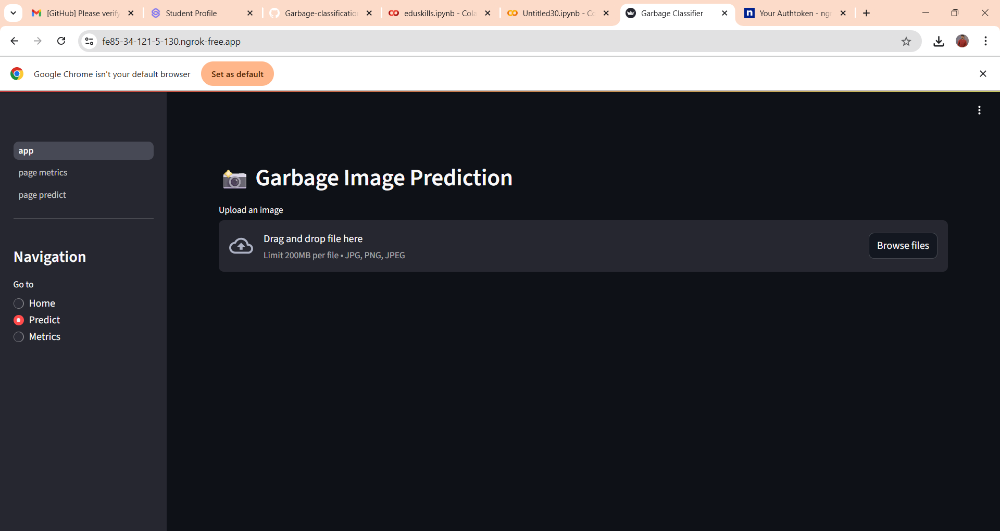 [GitHub] Please verify
Student Profile
Garbage-classification
eduskills.ipynb - Cola
Untitled30.ipynb - Co
Garbage Classifier
Your Authtoken - ngr
fe85-34-121-5-130.ngrok-free.app
Google Chrome isn't your default browser
Set as default
app
page metrics
page predict
Navigation
Go to
Home
Predict
Metrics
Garbage Image Prediction
Upload an image
Drag and drop file here
Limit 200MB per file • JPG, PNG, JPEG
Browse files